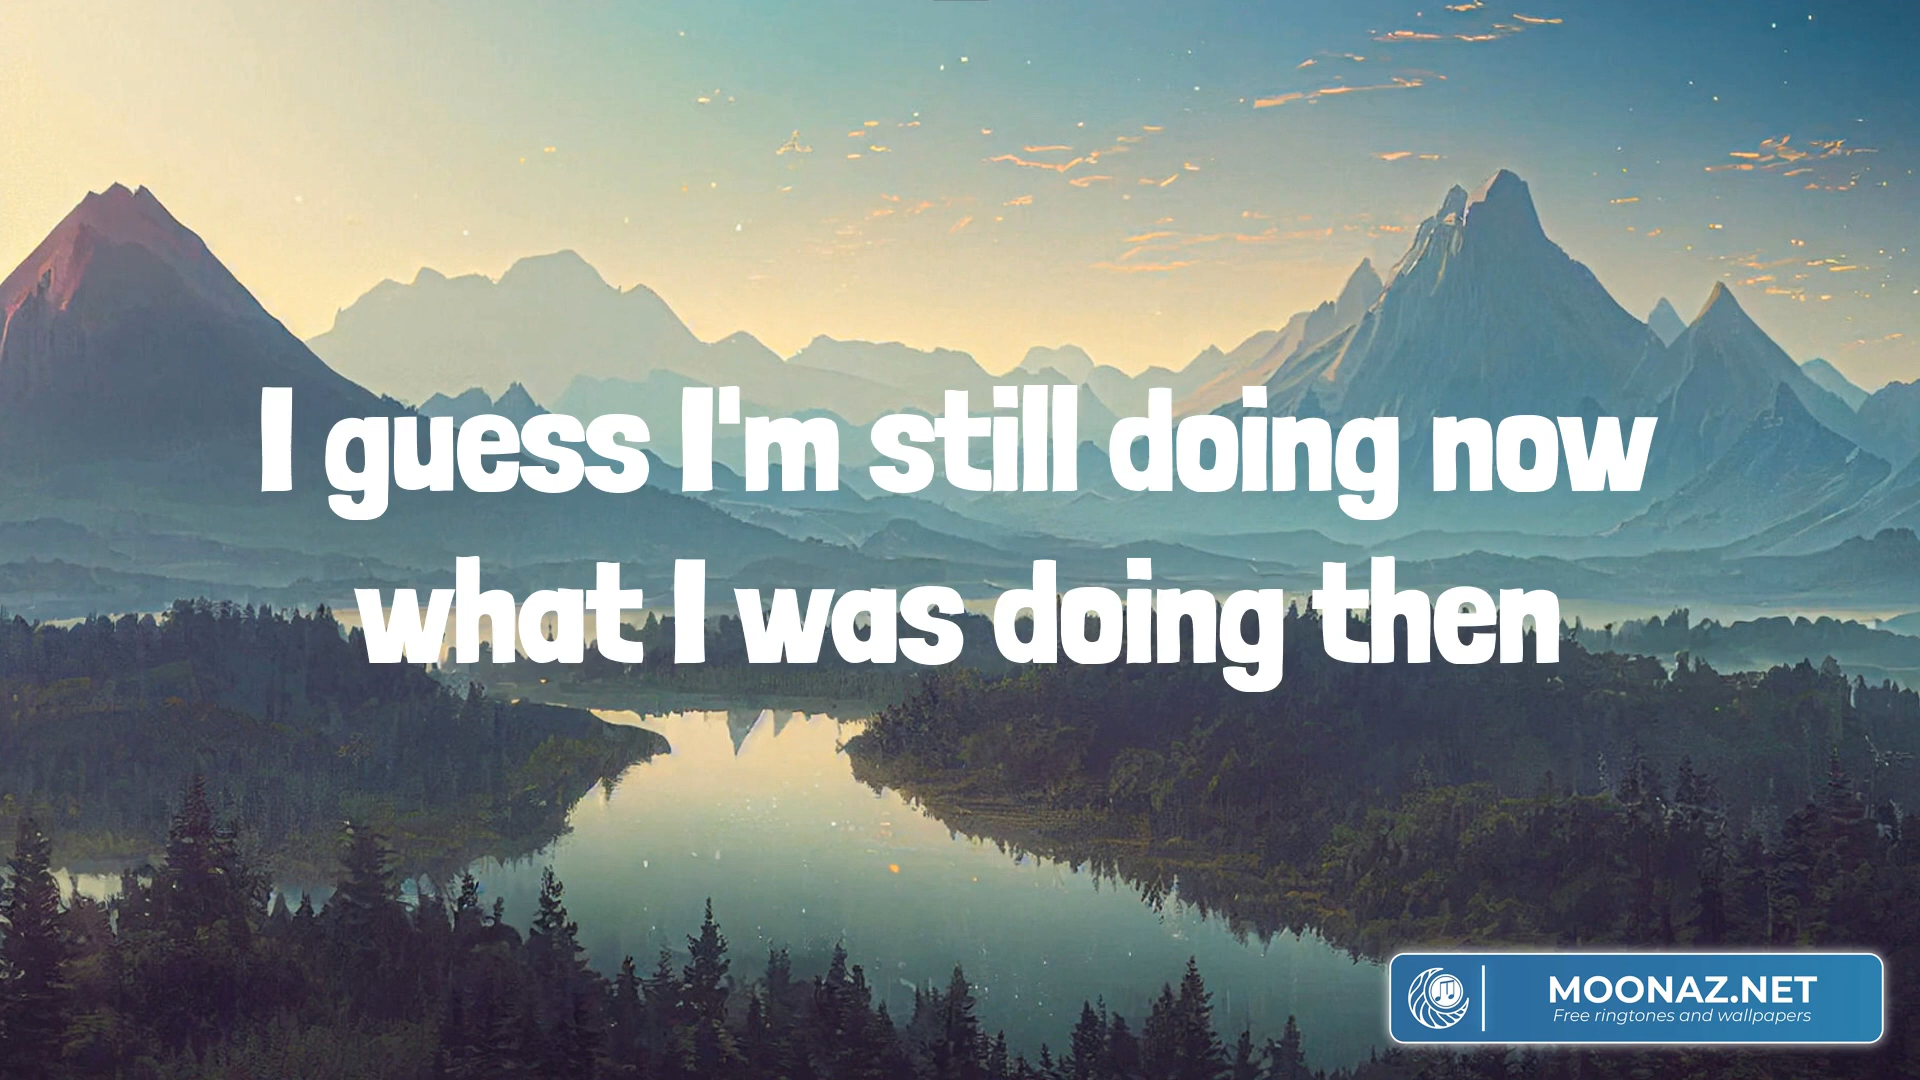 I guess I'm still doing now
what I was doing then
MOONAZ.NET
Free ringtones and wallpapers